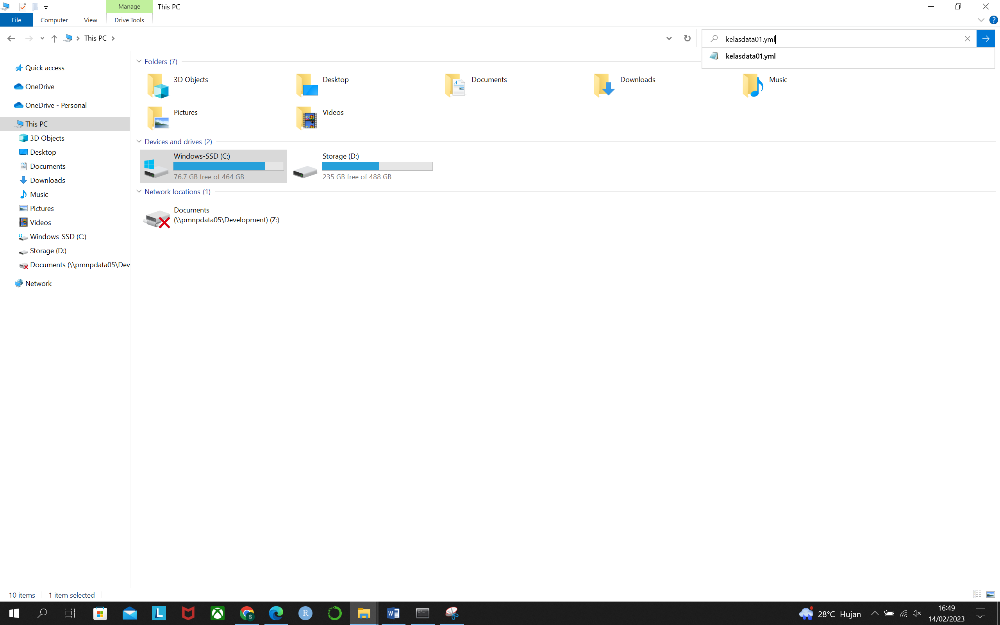 Manage
This PC
File
Computer
View
Drive Tools
This PC
kelasdata01.yml
kelasdata01.yml
Quick access
OneDrive
OneDrive - Personal
This PC
3D Objects
Desktop
Documents
Downloads
Music
Pictures
Videos
Windows-SSD (C:)
Storage (D:)
Documents (\\pmnpdata05\Dev
Network
Folders (7)
3D Objects
Desktop
Documents
Downloads
Music
Pictures
Videos
Devices and drives (2)
Windows-SSD (C:)
76.7 GB free of 464 GB
Storage (D:)
235 GB free of 488 GB
Network locations (1)
Documents
(\\pmnpdata05\Development) (Z:)
10 items
1 item selected
28°C Hujan
16:49
14/02/2023